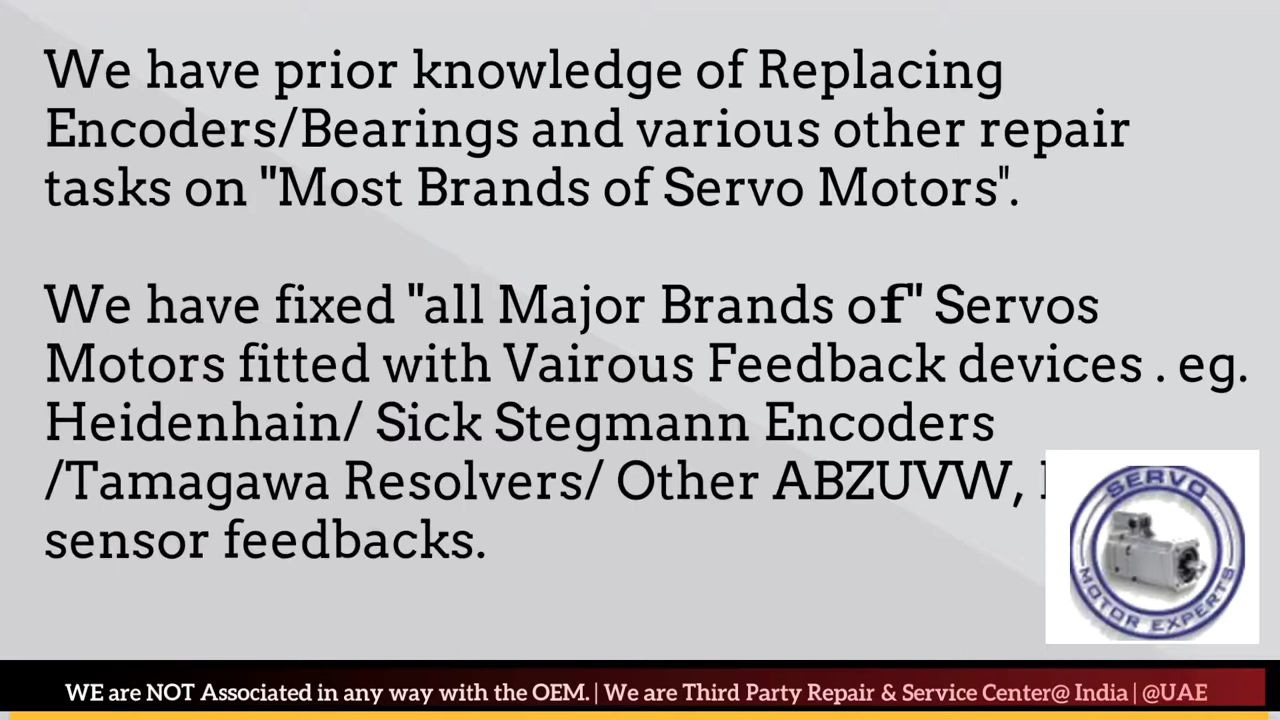 We have prior knowledge of Replacing
Encoders/Bearings and various other repair
tasks on "Most Brands of Servo Motors".
We have fixed "all Major Brands of" Servos
Motors fitted with Vairous Feedback devices . eg.
Heidenhain/ Sick Stegmann Encoders
/Tamagawa Resolvers/ Other ABZUVW,
sensor feedbacks.
SERVO
MOTOR EXPERTS
WE are NOT Associated in any way with the OEM. | We are Third Party Repair & Service Center@ India | @UAE